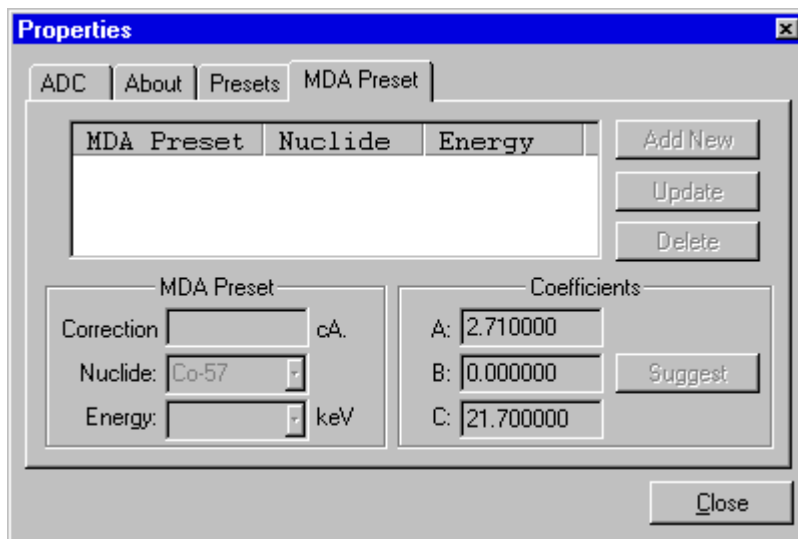 Properties
ADC About Presets MDA Preset
MDA Preset Nuclide Energy
Add New
Update
Delete
MDA Preset
Correction cA.
Nuclide: Co-57
Energy: keV
Coefficients
A: 2.710000
B: 0.000000
C: 21.700000
Suggest
Close